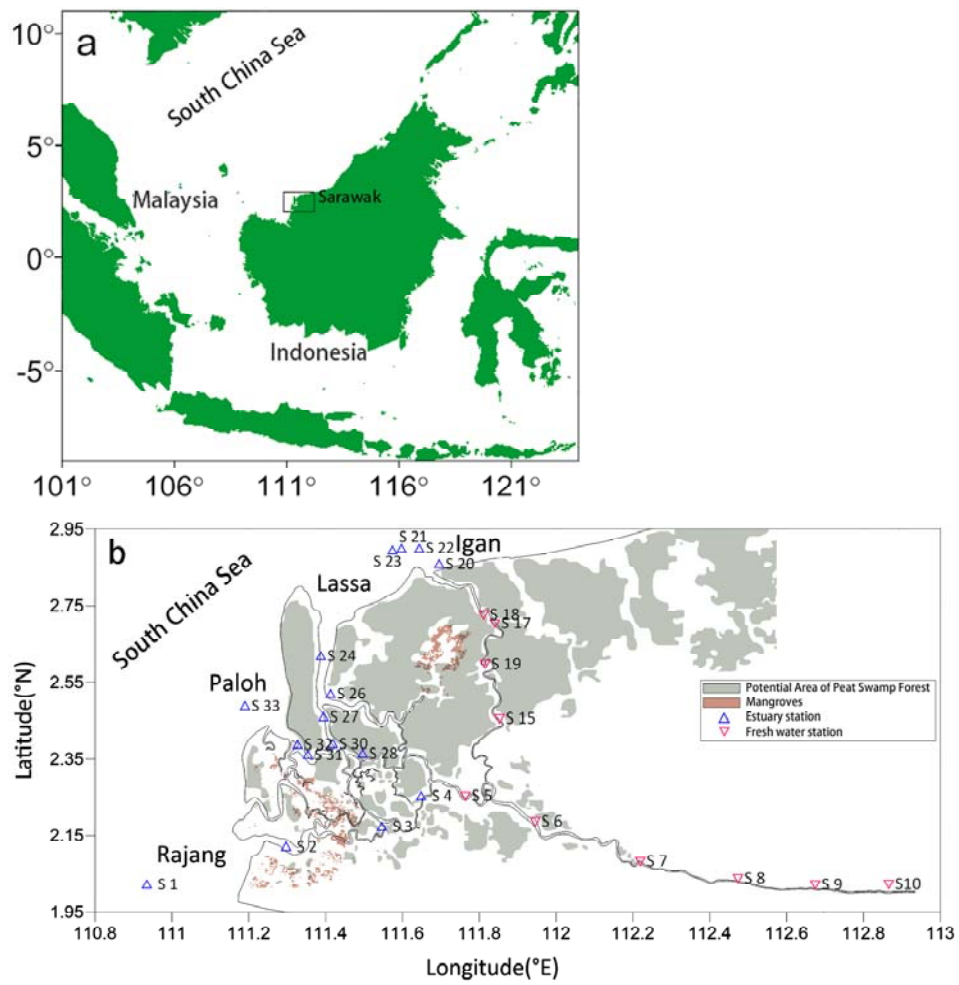 a
South China Sea
Malaysia
Sarawak
Indonesia
10°
5°
0°
-5°
101° 106° 111° 116° 121°
b
South China Sea
Lassa
Igan
Paloh
Rajang
S 21
S 22
S 23
S 20
S 18
S 17
S 24
S 19
S 26
S 33
S 27
S 15
S 32
S 30
S 31
S 28
S 4
S 5
S 6
S 3
S 2
S 7
S 1
S 8
S 9
S10
Potential Area of Peat Swamp Forest
Mangroves
Estuary station
Fresh water station
2.95
2.75
2.55
2.35
2.15
1.95
Latitude(°N)
110.8 111 111.2 111.4 111.6 111.8 112 112.2 112.4 112.6 112.8 113
Longitude(°E)